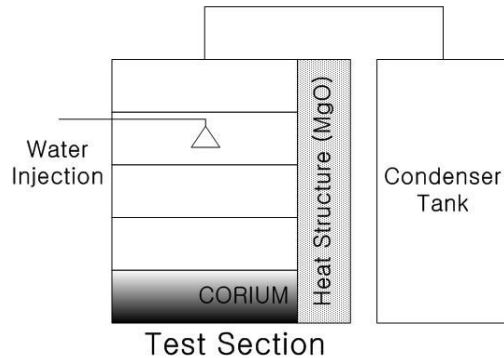 Water
Injection
CORIUM
Heat Structure (MgO)
Condenser
Tank
Test Section